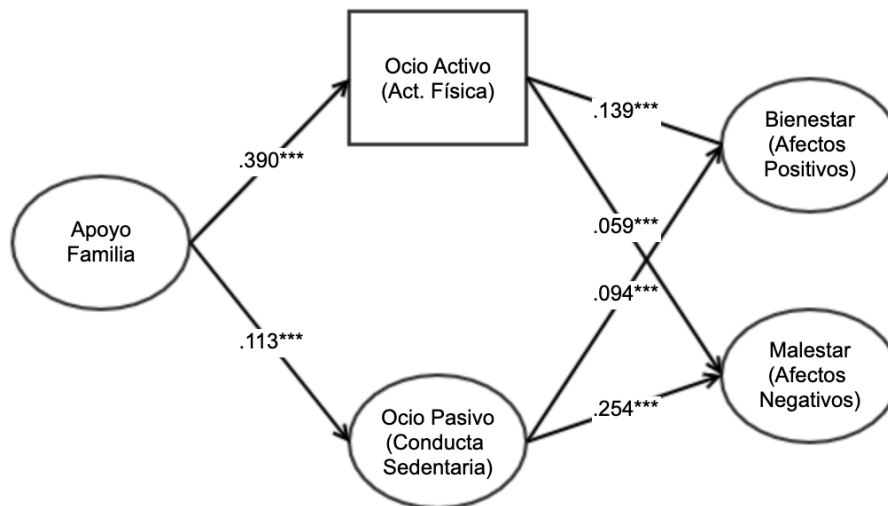 Ocio Activo
(Act. Física)
.139***
Bienestar
(Afectos
Positivos)
.390***
Apoyo
Familia
.059***
.094***
.113***
Malestar
(Afectos
Negativos)
.254***
Ocio Pasivo
(Conducta
Sedentaria)